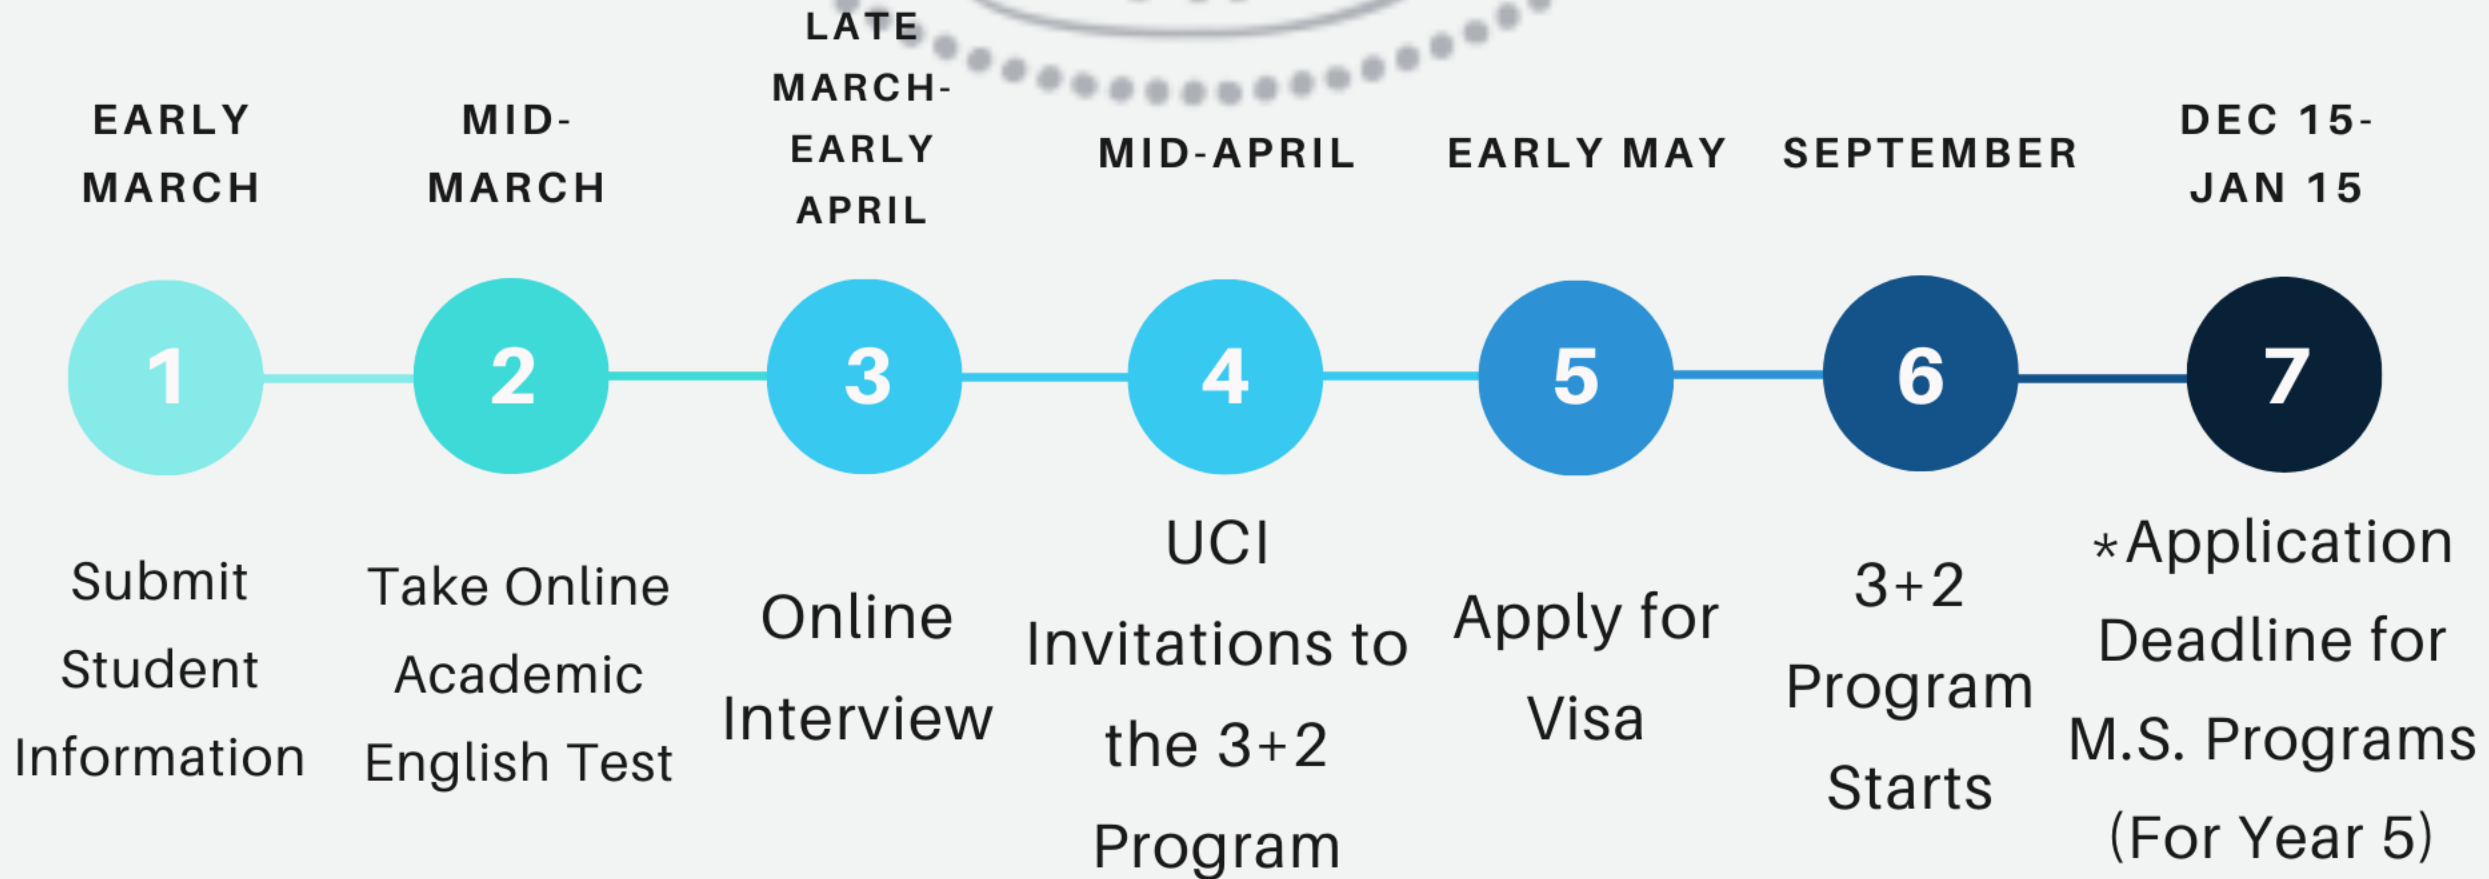 EARLY
MARCH
MID-
MARCH
LATE
MARCH-
EARLY
APRIL
MID-APRIL
EARLY MAY
SEPTEMBER
DEC 15-
JAN 15
1
2
3
4
5
6
7
Submit
Student
Information
Take Online
Academic
English Test
Online
Interview
UCI
Invitations to
the 3+2
Program
Apply for
Visa
3+2
Program
Starts
*Application
Deadline for
M.S. Programs
(For Year 5)